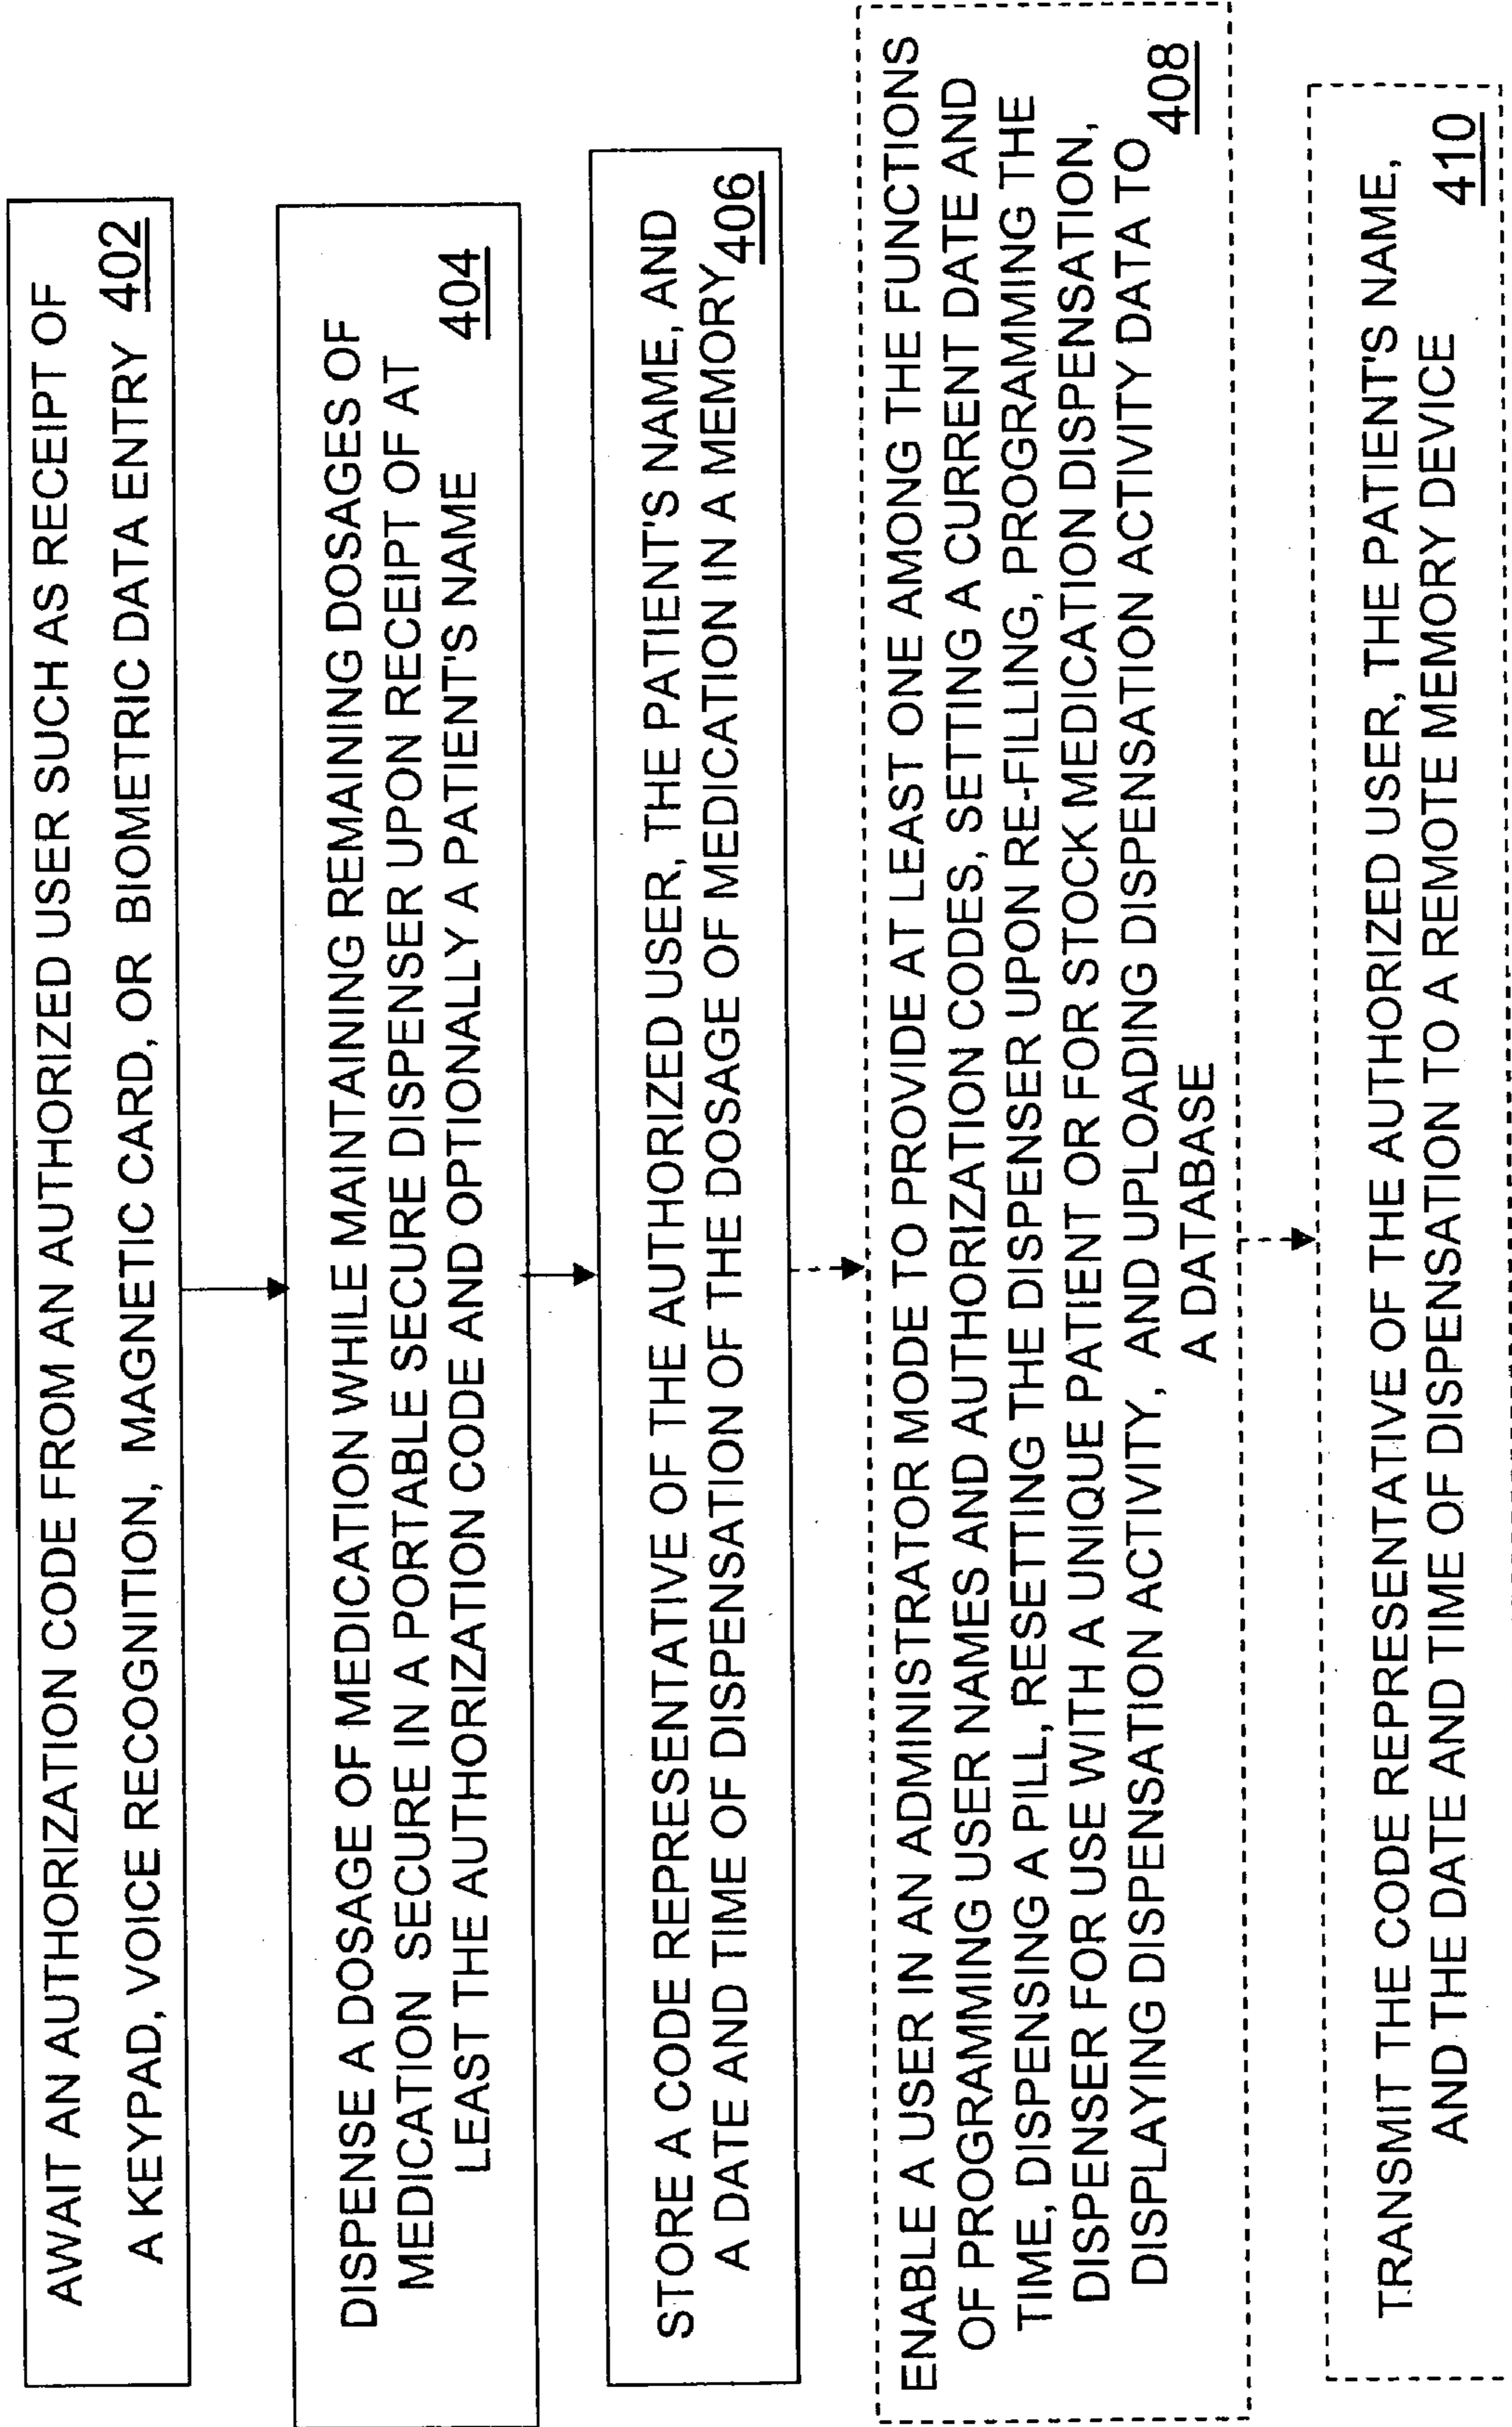 AWAIT AN AUTHORIZATION CODE FROM AN AUTHORIZED USER SUCH AS RECEIPT OF
A KEYPAD, VOICE RECOGNITION, MAGNETIC CARD, OR BIOMETRIC DATA ENTRY 402
DISPENSE A DOSAGE OF MEDICATION WHILE MAINTAINING REMAINING DOSAGES OF
MEDICATION SECURE IN A PORTABLE SECURE DISPENSER UPON RECEIPT OF AT
LEAST THE AUTHORIZATION CODE AND OPTIONALLY A PATIENT'S NAME 404
STORE A CODE REPRESENTATIVE OF THE AUTHORIZED USER, THE PATIENT'S NAME, AND
A DATE AND TIME OF DISPENSATION OF THE DOSAGE OF MEDICATION IN A MEMORY 406
ENABLE A USER IN AN ADMINISTRATOR MODE TO PROVIDE AT LEAST ONE AMONG THE FUNCTIONS
OF PROGRAMMING USER NAMES AND AUTHORIZATION CODES, SETTING A CURRENT DATE AND
TIME, DISPENSING A PILL, RESETTING THE DISPENSER UPON RE-FILLING, PROGRAMMING THE
DISPENSER FOR USE WITH A UNIQUE PATIENT OR FOR STOCK MEDICATION DISPENSATION,
DISPLAYING DISPENSATION ACTIVITY, AND UPLOADING DISPENSATION ACTIVITY DATA TO
A DATABASE 408
TRANSMIT THE CODE REPRESENTATIVE OF THE AUTHORIZED USER, THE PATIENT'S NAME,
AND THE DATE AND TIME OF DISPENSATION TO A REMOTE MEMORY DEVICE 410